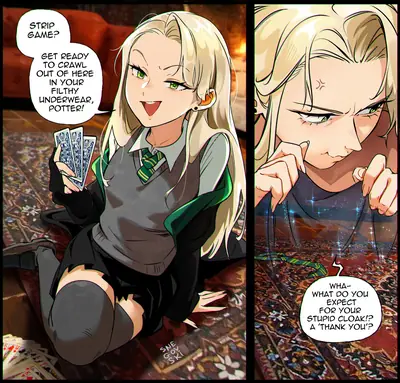 STRIP
GAME?
GET READY
TO CRAWL
OUT OF HERE
IN YOUR
FILTHY
UNDERWEAR,
POTTER!
WHA-
WHAT DO YOU
EXPECT
FOR YOUR
STUPID CLOAK!?
A 'THANK YOU'?